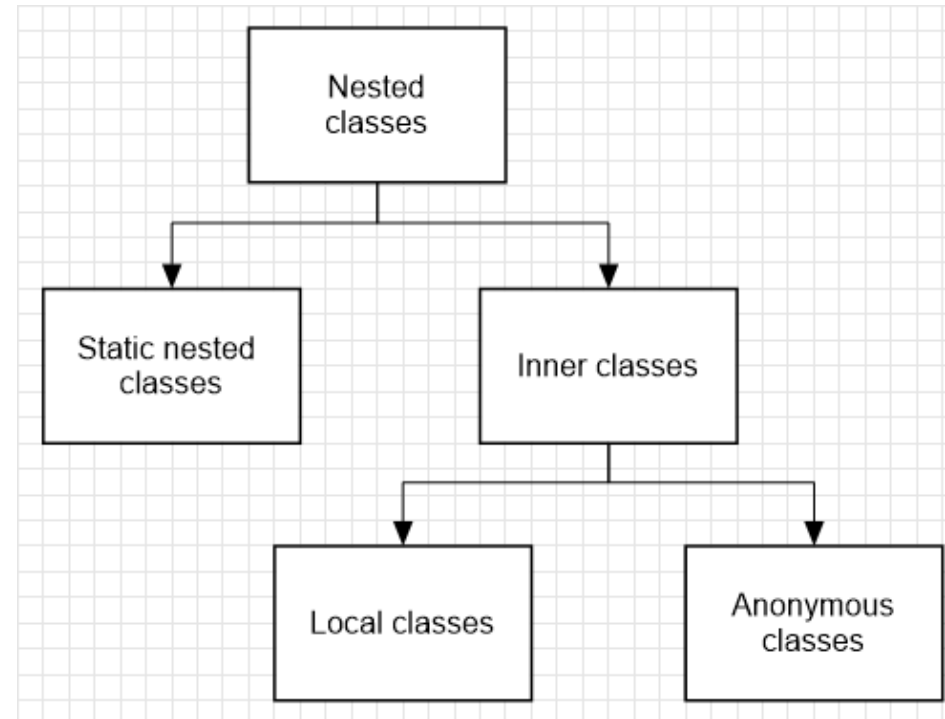 Nested
classes
Static nested
classes
Inner classes
Local classes
Anonymous
classes